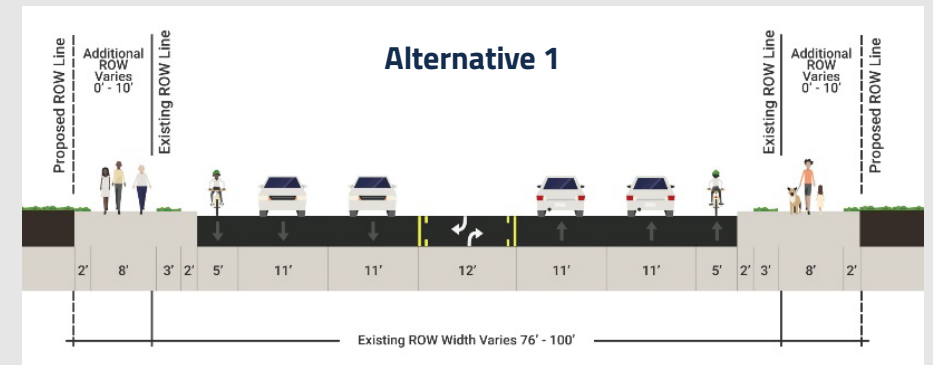 Alternative 1
Proposed ROW Line
Additional
ROW
Varies
0' - 10'
Existing ROW Line
Existing ROW Line
Additional
ROW
Varies
0' - 10'
Proposed ROW Line
2' 8' 3' 2' 5' 11' 11' 12' 11' 11' 5' 2' 3' 8' 2'
Existing ROW Width Varies 76' - 100'